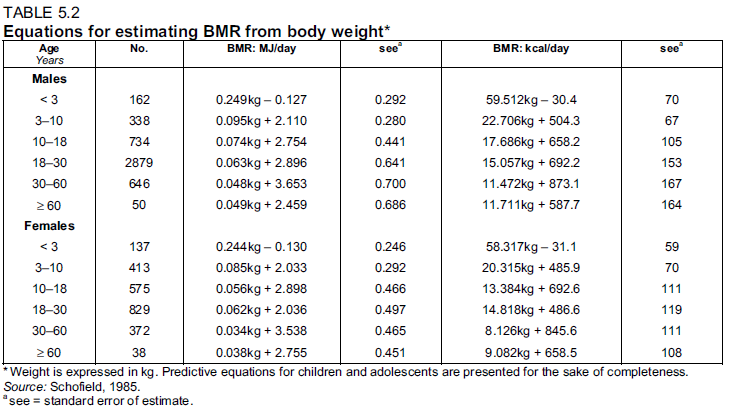 TABLE 5.2
Equations for estimating BMR from body weight*
Age Years No. BMR: MJ/day see^a BMR: kcal/day see^a
Males
< 3 162 0.249kg – 0.127 0.292 59.512kg – 30.4 70
3–10 338 0.095kg + 2.110 0.280 22.706kg + 504.3 67
10–18 734 0.074kg + 2.754 0.441 17.686kg + 658.2 105
18–30 2879 0.063kg + 2.896 0.641 15.057kg + 692.2 153
30–60 646 0.048kg + 3.653 0.700 11.472kg + 873.1 167
≥ 60 50 0.049kg + 2.459 0.686 11.711kg + 587.7 164
Females
< 3 137 0.244kg – 0.130 0.246 58.317kg – 31.1 59
3–10 413 0.085kg + 2.033 0.292 20.315kg + 485.9 70
10–18 575 0.056kg + 2.898 0.466 13.384kg + 692.6 111
18–30 829 0.062kg + 2.036 0.497 14.818kg + 486.6 119
30–60 372 0.034kg + 3.538 0.465 8.126kg + 845.6 111
≥ 60 38 0.038kg + 2.755 0.451 9.082kg + 658.5 108
* Weight is expressed in kg. Predictive equations for children and adolescents are presented for the sake of completeness.
Source: Schofield, 1985.
^a see = standard error of estimate.